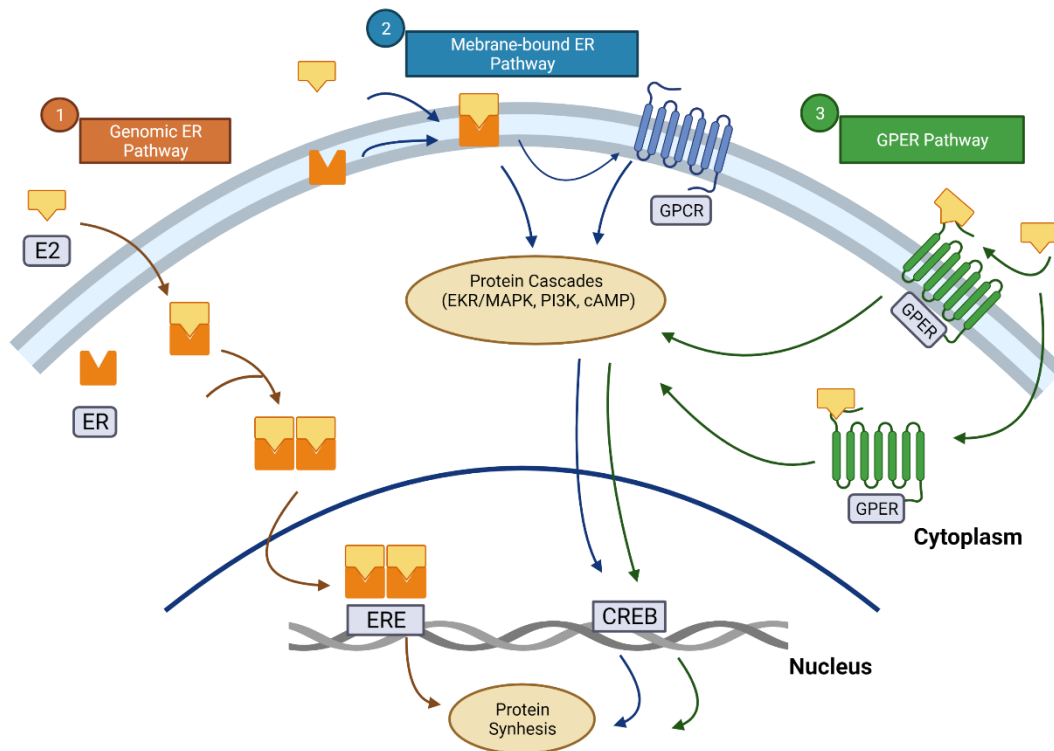 1
Genomic ER
Pathway
2
Mebrane-bound ER
Pathway
3
GPER Pathway
E2
ER
GPCR
Protein Cascades
(EKR/MAPK, PI3K, cAMP)
GPER
GPER
Cytoplasm
ERE
CREB
Nucleus
Protein
Synhesis